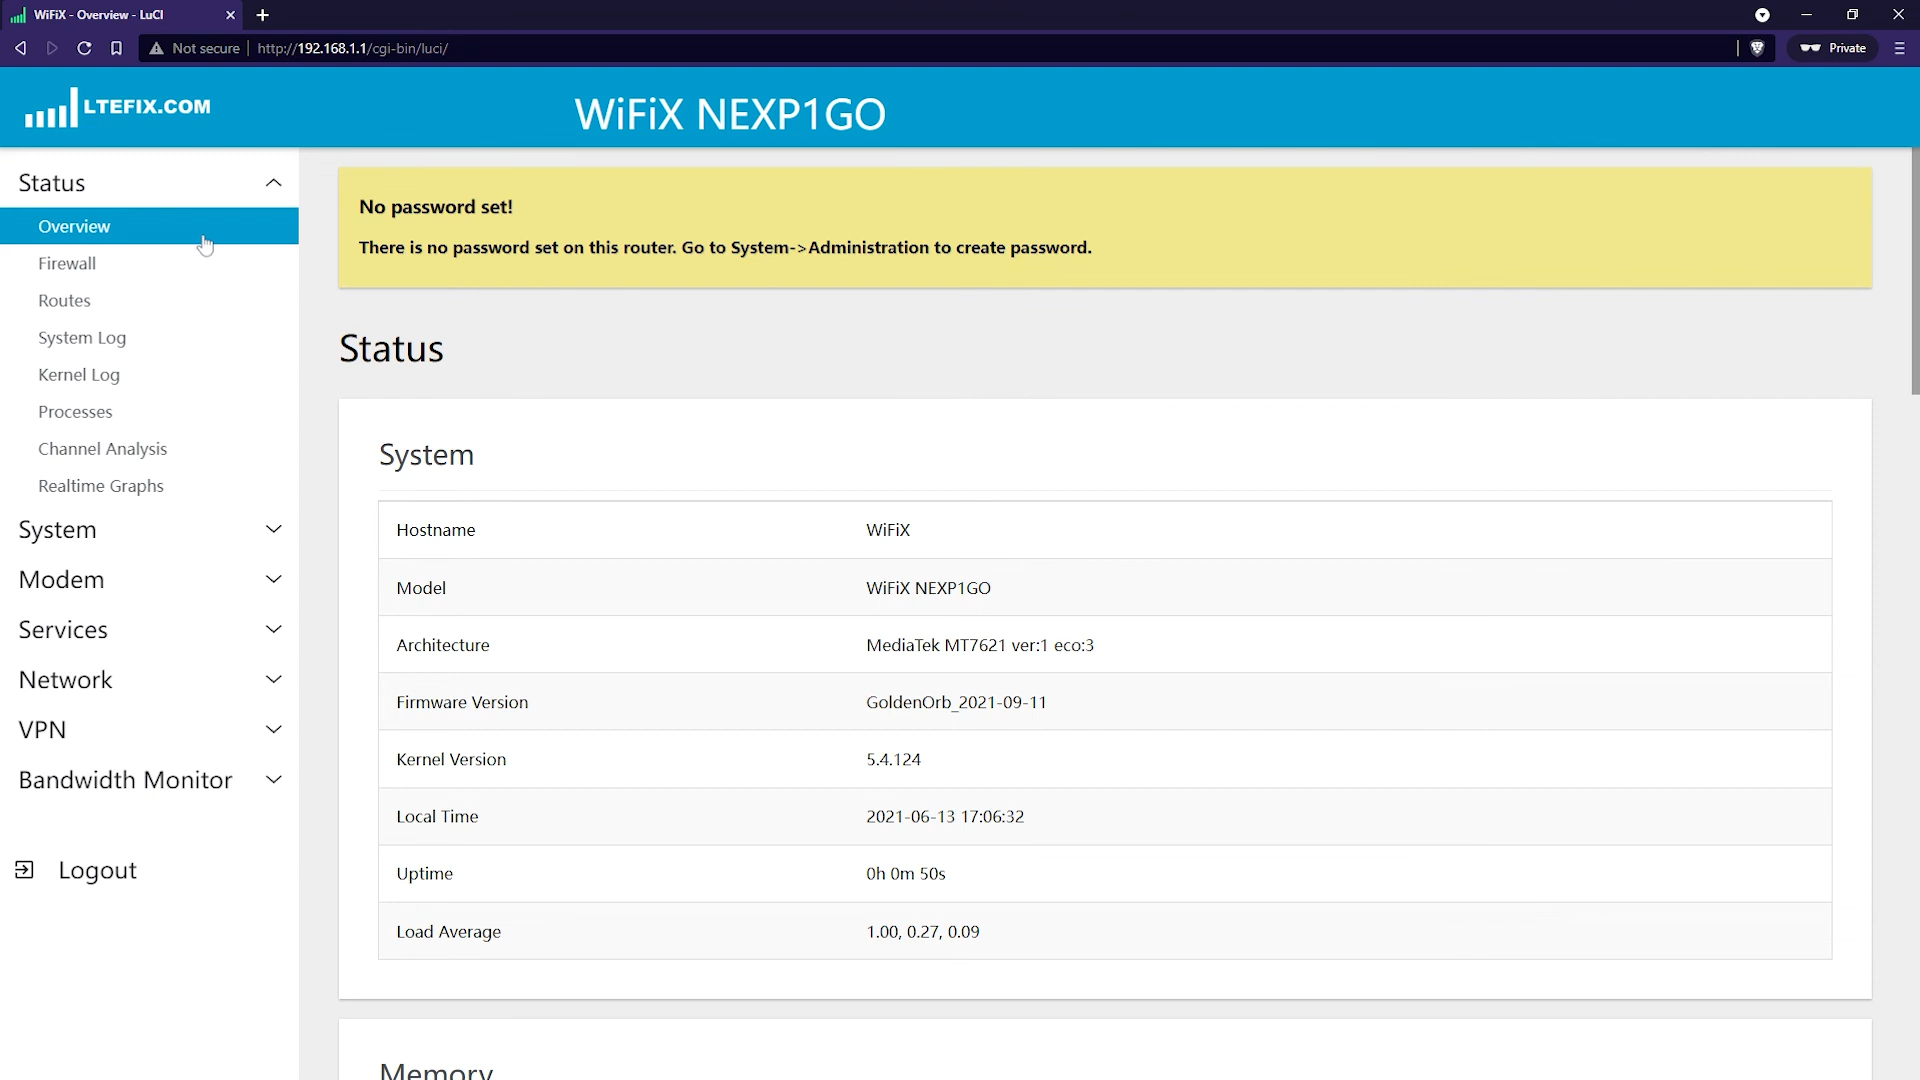 WiFiX - Overview - LuCI
Not secure
http://192.168.1.1/cgi-bin/luci/
Private
LTEFIX.COM
WiFiX NEXP1GO
Status
Overview
Firewall
Routes
System Log
Kernel Log
Processes
Channel Analysis
Realtime Graphs
System
Modem
Services
Network
VPN
Bandwidth Monitor
Logout
No password set!
There is no password set on this router. Go to System->Administration to create password.
Status
System
Hostname WiFiX
Model WiFiX NEXP1GO
Architecture MediaTek MT7621 ver:1 eco:3
Firmware Version GoldenOrb_2021-09-11
Kernel Version 5.4.124
Local Time 2021-06-13 17:06:32
Uptime 0h 0m 50s
Load Average 1.00, 0.27, 0.09
Memory